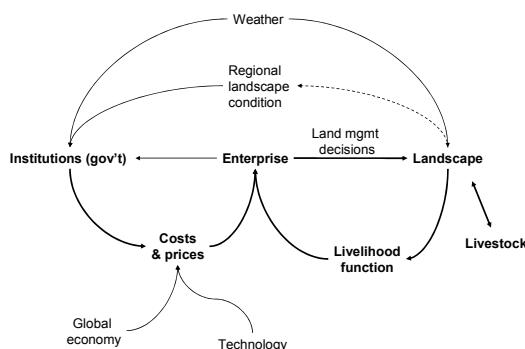 Weather
Regional
landscape
condition
Land mgmt
decisions
Institutions (gov't)
Enterprise
Landscape
Costs
& prices
Livelihood
function
Livestock
Global
economy
Technology